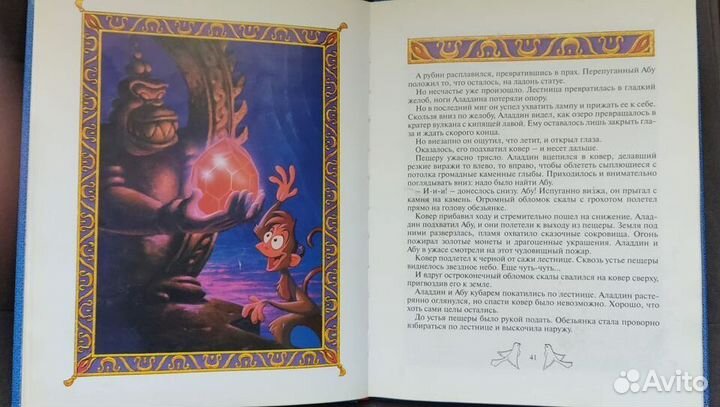 А рубин расплавился, превратившись в прах. Перепуганный Абу
положил то, что осталось, на ладонь статуе.
Но несчастье уже произошло. Лестница превратилась в гладкий
желоб, ноги Аладдина потеряли опору.
Но в последний миг он успел ухватить лампу и прижать ее к себе.
Скользя вниз по желобу, Аладдин видел, как озеро превращалось в
кратер вулкана с кипящей лавой. Ему оставалось лишь закрыть гла-
за и ждать скорого конца.
Но внезапно он ощутил, что летит, и открыл глаза.
Оказалось, его подхватил ковер – и несет дальше.
Пещеру ужасно трясло. Аладдин вцепился в ковер, делавший
резкие виражи то влево, то вправо, чтобы облететь сыплющиеся с
потолка громадные каменные глыбы. Приходилось и внимательно
поглядывать вниз: надо было найти Абу.
– И-и-и! – донеслось снизу. Абу! Испуганно визжа, он прыгал с
камня на камень. Огромный обломок скалы с грохотом полетел
прямо на голову обезьянке.
Ковер прибавил ходу и стремительно пошел на снижение. Алад-
дин подхватил Абу, и они полетели к выходу из пещеры. Земля под
ними разверзлась, пламя охватило сказочные сокровища. Огонь
пожирал золотые монеты и драгоценные украшения. Аладдин и
Абу в ужасе смотрели на этот чудовищный пожар.
Ковер подлетел к черной от сажи лестнице. Сквозь устье пещеры
виднелось звездное небо. Еще чуть-чуть...
И вдруг остроконечный обломок скалы свалился на ковер сверху,
пригвоздив его к земле.
Аладдин и Абу кубарем покатились по лестнице. Аладдин расте-
рянно оглянулся, но спасти ковер было невозможно. Хорошо, что
хоть сами целы остались.
До устья пещеры было рукой подать. Обезьянка стала проворно
взбираться по лестнице и выскочила наружу.
41
Avito